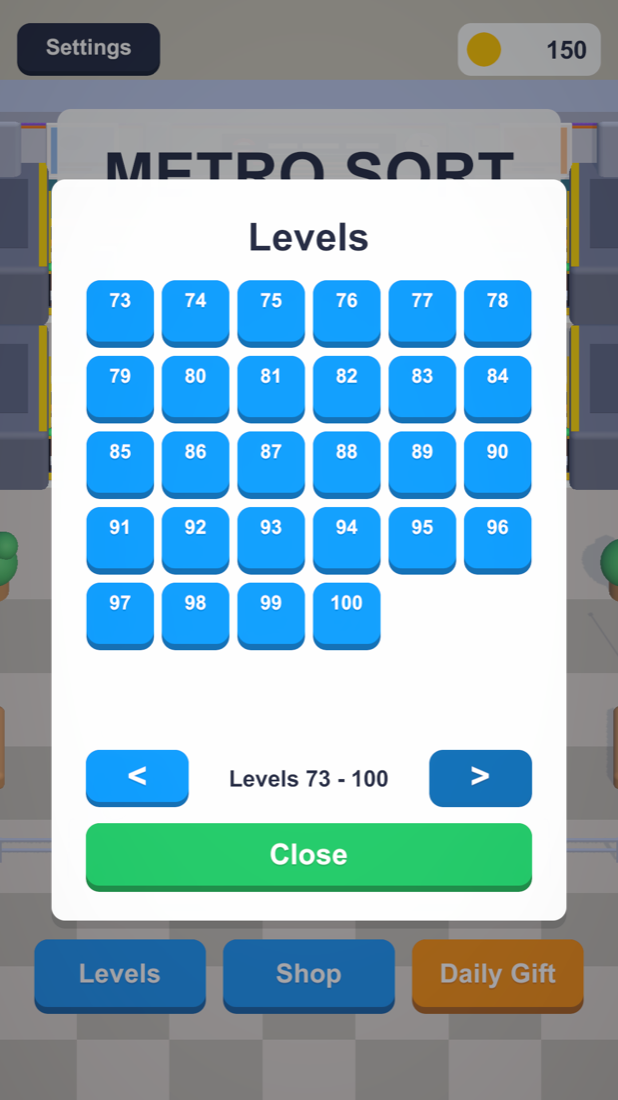 Settings
150
METRO SORT
Levels
73 74 75 76 77 78
79 80 81 82 83 84
85 86 87 88 89 90
91 92 93 94 95 96
97 98 99 100
< Levels 73 - 100 >
Close
Levels Shop Daily Gift